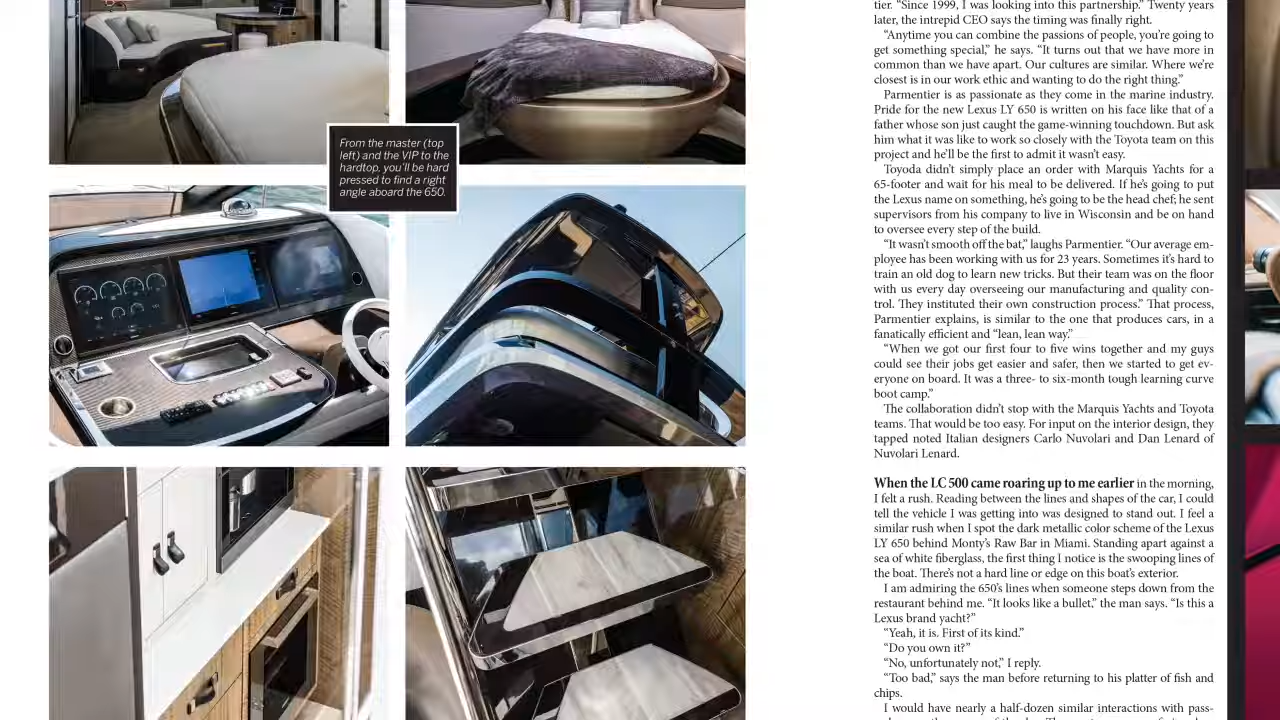 From the master (top
left) and the VIP to the
hardtop, you'll be hard
pressed to find a right
angle aboard the 650.
tier. “Since 1999, I was looking into this partnership.” Twenty years
later, the intrepid CEO says the timing was finally right.
“Anytime you can combine the passions of people, you’re going to
get something special,” he says. “It turns out that we have more in
common than we have apart. Our cultures are similar. Where we’re
closest is in our work ethic and wanting to do the right thing.”
Parmentier is as passionate as they come in the marine industry.
Pride for the new Lexus LY 650 is written on his face like that of a
father whose son just caught the game-winning touchdown. But ask
him what it was like to work so closely with the Toyota team on this
project and he’ll be the first to admit it wasn’t easy.
Toyoda didn’t simply place an order with Marquis Yachts for a
65-footer and wait for his meal to be delivered. If he’s going to put
the Lexus name on something, he’s going to be the head chef; he sent
supervisors from his company to live in Wisconsin and be on hand
to oversee every step of the build.
“It wasn’t smooth off the bat,” laughs Parmentier. “Our average em-
ployee has been working with us for 23 years. Sometimes it’s hard to
train an old dog to learn new tricks. But their team was on the floor
with us every day overseeing our manufacturing and quality con-
trol. They instituted their own construction process.” That process,
Parmentier explains, is similar to the one that produces cars, in a
fanatically efficient and “lean, lean way.”
“When we got our first four to five wins together and my guys
could see their jobs get easier and safer, then we started to get ev-
eryone on board. It was a three- to six-month tough learning curve
boot camp.”
The collaboration didn’t stop with the Marquis Yachts and Toyota
teams. That would be too easy. For input on the interior design, they
tapped noted Italian designers Carlo Nuvolari and Dan Lenard of
Nuvolari Lenard.
When the LC 500 came roaring up to me earlier in the morning,
I felt a rush. Reading between the lines and shapes of the car, I could
tell the vehicle I was getting into was designed to stand out. I feel a
similar rush when I spot the dark metallic color scheme of the Lexus
LY 650 behind Monty’s Raw Bar in Miami. Standing apart against a
sea of white fiberglass, the first thing I notice is the swooping lines of
the boat. There’s not a hard line or edge on this boat’s exterior.
I am admiring the 650’s lines when someone steps down from the
restaurant behind me. “It looks like a bullet,” the man says. “Is this a
Lexus brand yacht?”
“Yeah, it is. First of its kind.”
“Do you own it?”
“No, unfortunately not,” I reply.
“Too bad,” says the man before returning to his platter of fish and
chips.
I would have nearly a half-dozen similar interactions with pass-